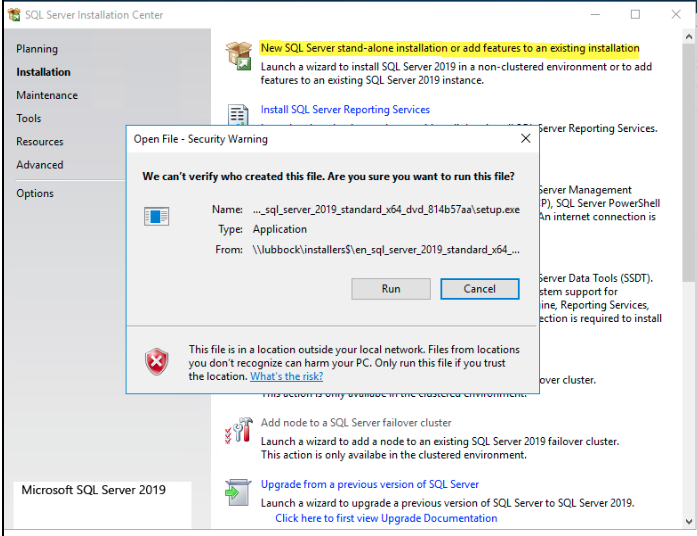 SQL Server Installation Center
Planning
Installation
Maintenance
Tools
Resources
Advanced
Options
Microsoft SQL Server 2019
New SQL Server stand-alone installation or add features to an existing installation
Launch a wizard to install SQL Server 2019 in a non-clustered environment or to add
features to an existing SQL Server 2019 instance.
Install SQL Server Reporting Services
Server Reporting Services.
Server Management
P), SQL Server PowerShell
An internet connection is
Server Data Tools (SSDT).
stem support for
ine, Reporting Services,
ection is required to install
over cluster.
This action is only available in the clustered environment.
Add node to a SQL Server failover cluster
Launch a wizard to add a node to an existing SQL Server 2019 failover cluster.
This action is only availabe in the clustered environment.
Upgrade from a previous version of SQL Server
Launch a wizard to upgrade a previous version of SQL Server to SQL Server 2019.
Click here to first view Upgrade Documentation
Open File - Security Warning
We can't verify who created this file. Are you sure you want to run this file?
Name: ..._sql_server_2019_standard_x64_dvd_814b57aa\setup.exe
Type: Application
From: \\lubbock\installers$\en_sql_server_2019_standard_x64_...
Run Cancel
This file is in a location outside your local network. Files from locations
you don't recognize can harm your PC. Only run this file if you trust
the location. What's the risk?